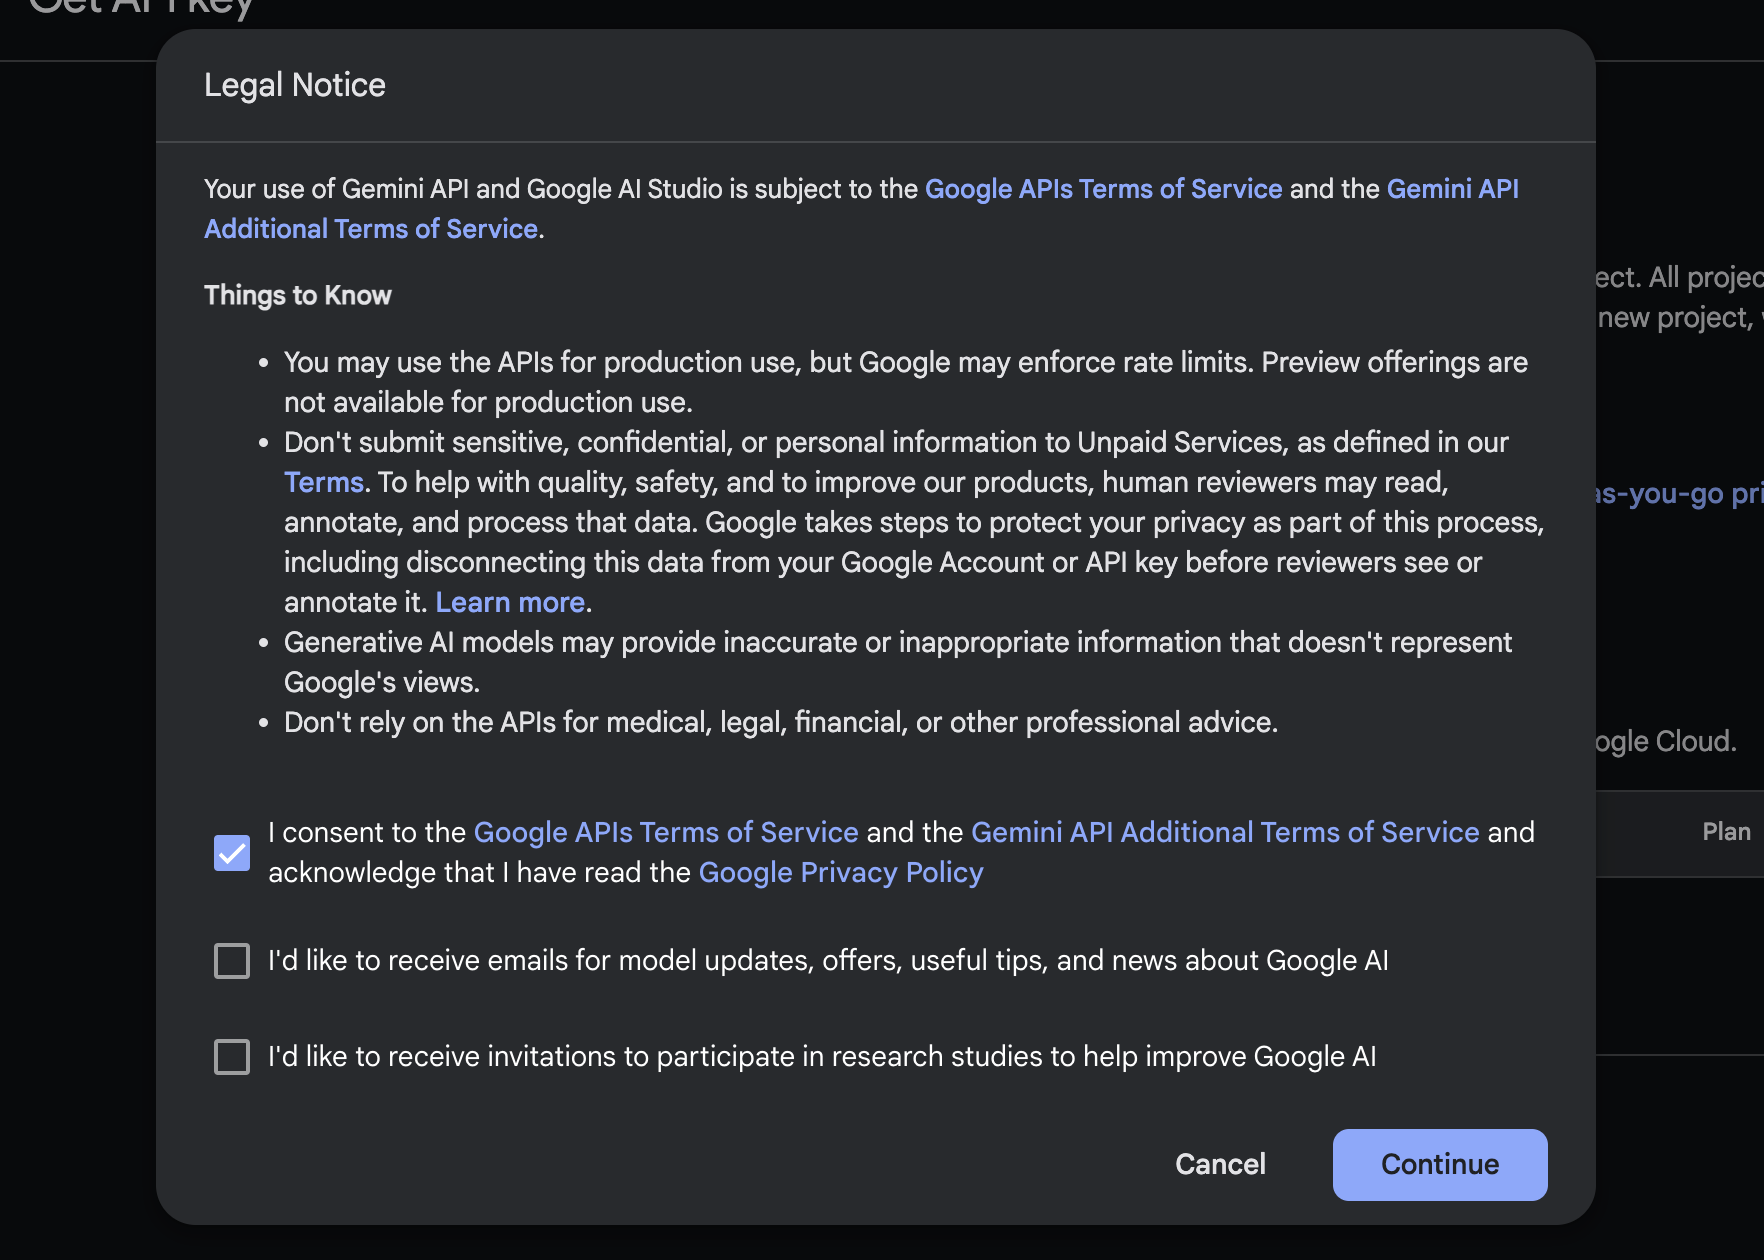 Get API key
Legal Notice
Your use of Gemini API and Google AI Studio is subject to the Google APIs Terms of Service and the Gemini API
Additional Terms of Service.
Things to Know
• You may use the APIs for production use, but Google may enforce rate limits. Preview offerings are
not available for production use.
• Don't submit sensitive, confidential, or personal information to Unpaid Services, as defined in our
Terms. To help with quality, safety, and to improve our products, human reviewers may read,
annotate, and process that data. Google takes steps to protect your privacy as part of this process,
including disconnecting this data from your Google Account or API key before reviewers see or
annotate it. Learn more.
• Generative AI models may provide inaccurate or inappropriate information that doesn't represent
Google's views.
• Don't rely on the APIs for medical, legal, financial, or other professional advice.
I consent to the Google APIs Terms of Service and the Gemini API Additional Terms of Service and
acknowledge that I have read the Google Privacy Policy
I'd like to receive emails for model updates, offers, useful tips, and news about Google AI
I'd like to receive invitations to participate in research studies to help improve Google AI
Cancel
Continue
ect. All projec
new project,
as-you-go pri
ogle Cloud.
Plan